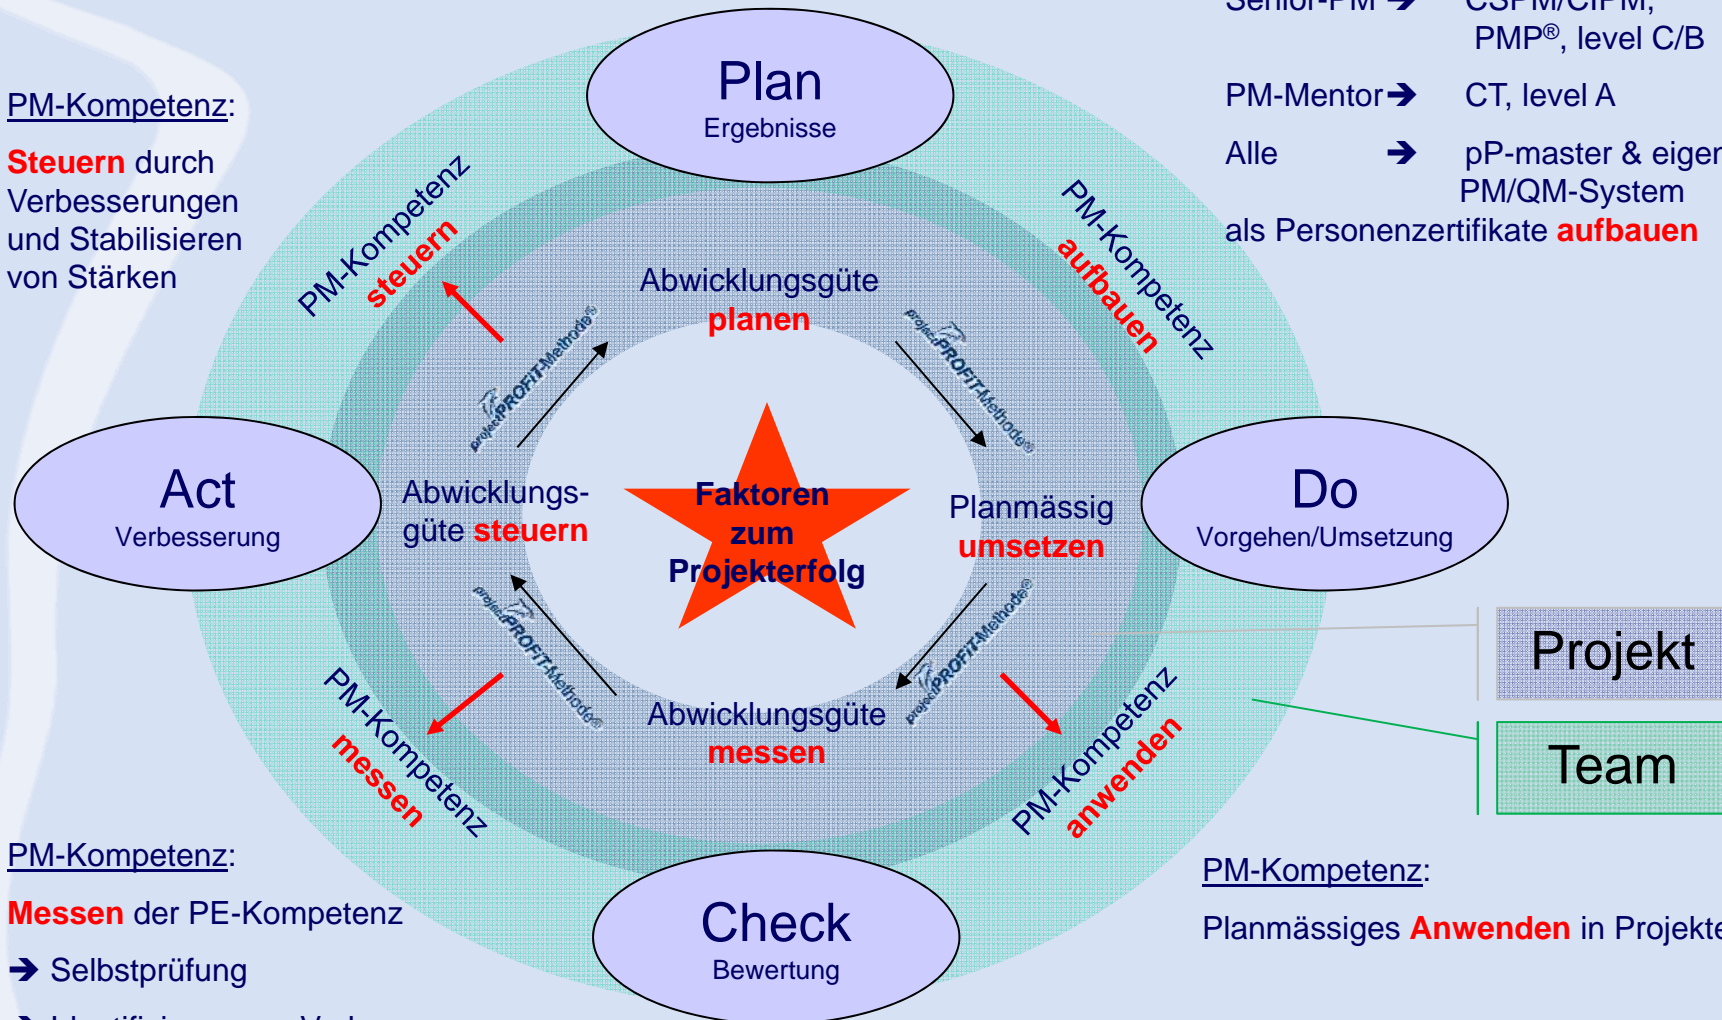 Senior-PM ➔ CSPM/CIPM,
PMP®, level C/B
PM-Mentor ➔ CT, level A
Alle ➔ pP-master & eigen
PM/QM-System
als Personenzertifikate aufbauen
PM-Kompetenz:
Steuern durch
Verbesserungen
und Stabilisieren
von Stärken
Plan
Ergebnisse
PM-Kompetenz
steuern
PM-Kompetenz
aufbauen
Abwicklungsgüte
planen
projectPROFiT-Methode®
projectPROFiT-Methode®
Act
Verbesserung
Abwicklungs-
güte steuern
Faktoren
zum
Projekterfolg
Planmässig
umsetzen
Do
Vorgehen/Umsetzung
projectPROFiT-Methode®
projectPROFiT-Methode®
Projekt
Team
Abwicklungsgüte
messen
PM-Kompetenz
messen
PM-Kompetenz
anwenden
PM-Kompetenz:
Messen der PE-Kompetenz
➔ Selbstprüfung
Check
Bewertung
PM-Kompetenz:
Planmässiges Anwenden in Projekte